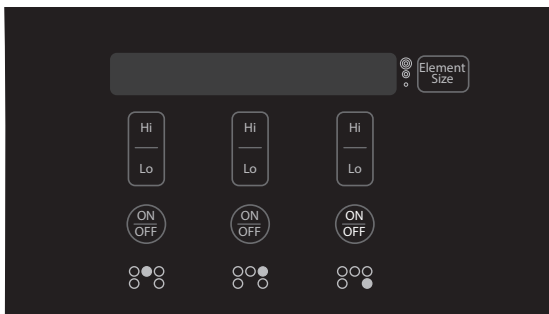 Element
Size
Hi Hi Hi
Lo Lo Lo
ON ON ON
OFF OFF OFF